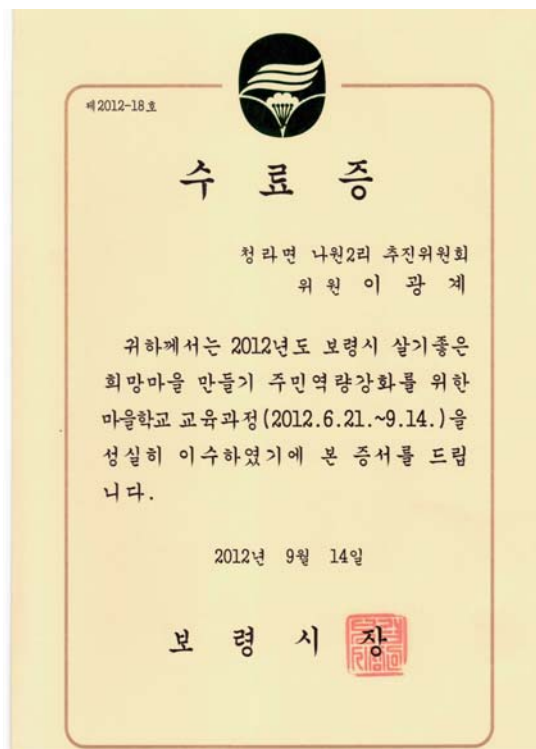 제2012-18호
수료증
청라면 나원2리 추진위원회
위원 이광계
귀하께서는 2012년도 보령시 살기좋은
희망마을 만들기 주민역량강화를 위한
마을학교 교육과정(2012.6.21.~9.14.)을
성실히 이수하였기에 본 증서를 드립
니다.
2012년 9월 14일
보령시장